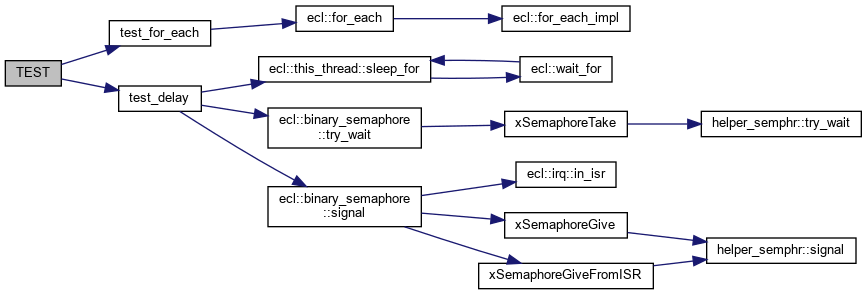 TEST
test_for_each
ecl::for_each
ecl::for_each_impl
test_delay
ecl::this_thread::sleep_for
ecl::wait_for
ecl::binary_semaphore
::try_wait
xSemaphoreTake
helper_semphr::try_wait
ecl::binary_semaphore
::signal
ecl::irq::in_isr
xSemaphoreGive
xSemaphoreGiveFromISR
helper_semphr::signal